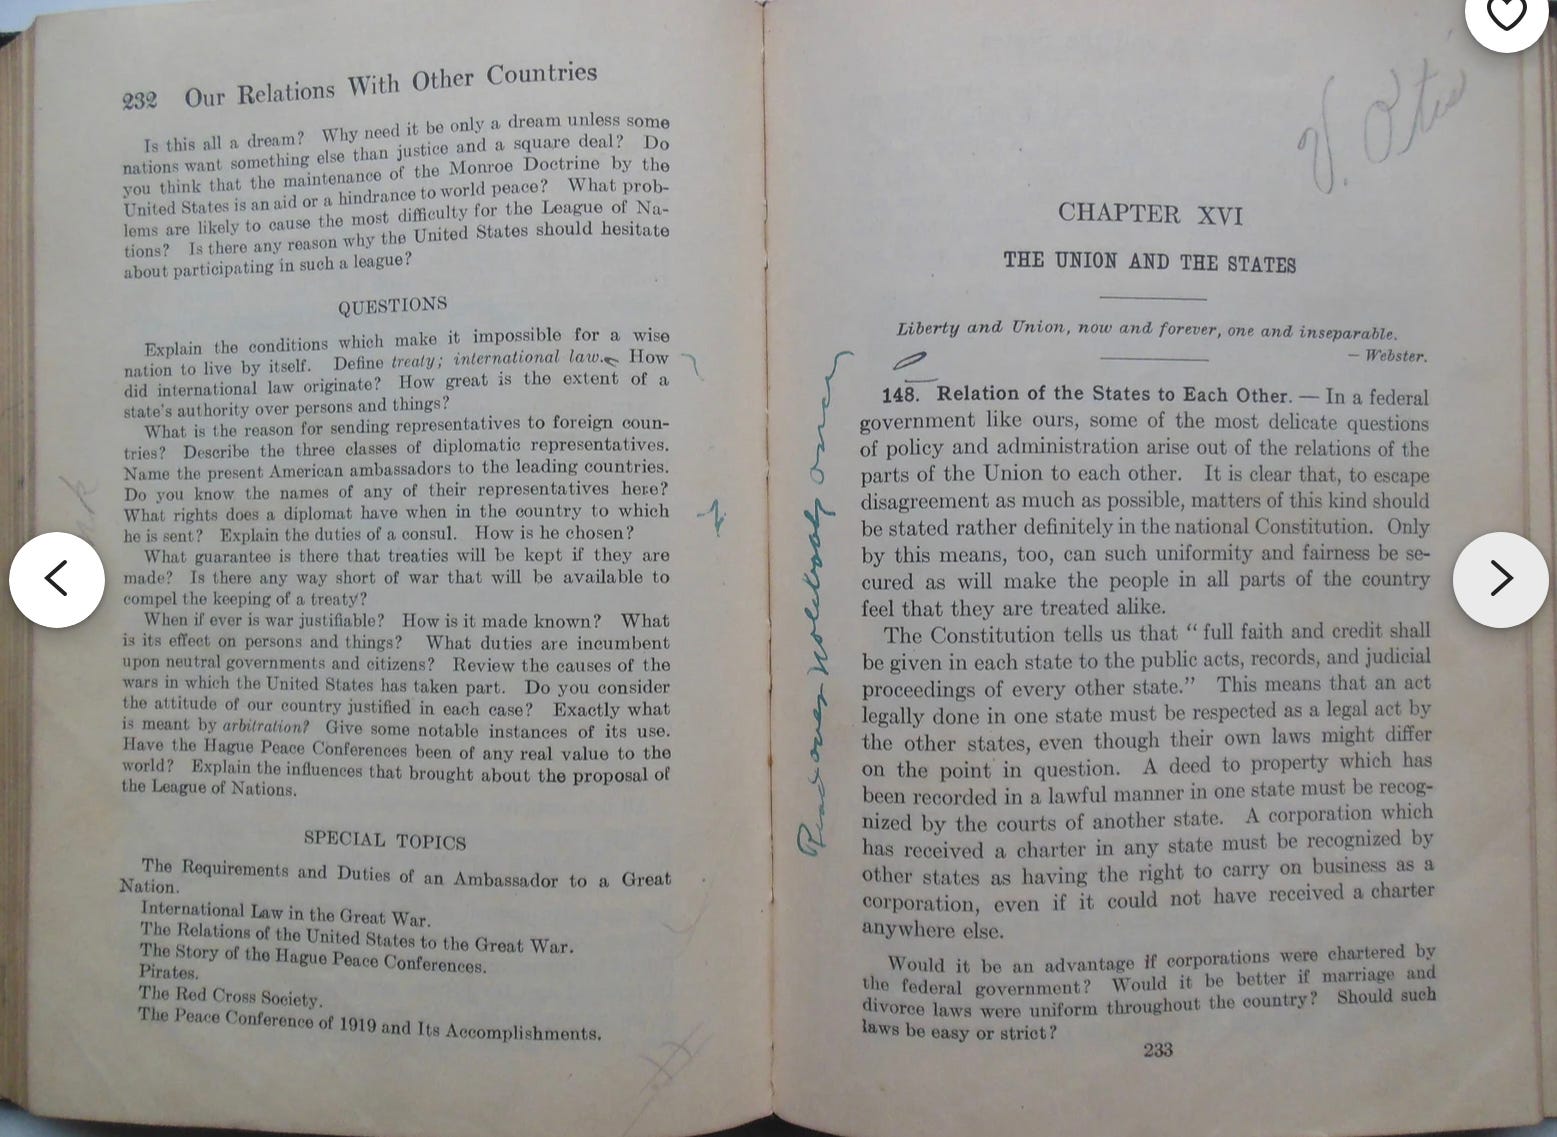 232 Our Relations With Other Countries
Is this all a dream? Why need it be only a dream unless some
nations want something else than justice and a square deal? Do
you think that the maintenance of the Monroe Doctrine by the
United States is an aid or a hindrance to world peace? What prob-
lems are likely to cause the most difficulty for the League of Na-
tions? Is there any reason why the United States should hesitate
about participating in such a league?
QUESTIONS
Explain the conditions which make it impossible for a wise
nation to live by itself. Define treaty; international law. How
did international law originate? How great is the extent of a
state's authority over persons and things?
What is the reason for sending representatives to foreign coun-
tries? Describe the three classes of diplomatic representatives.
Name the present American ambassadors to the leading countries.
Do you know the names of any of their representatives here?
What rights does a diplomat have when in the country to which
he is sent? Explain the duties of a consul. How is he chosen?
What guarantee is there that treaties will be kept if they are
made? Is there any way short of war that will be available to
compel the keeping of a treaty?
When if ever is war justifiable? How is it made known? What
is its effect on persons and things? What duties are incumbent
upon neutral governments and citizens? Review the causes of the
wars in which the United States has taken part. Do you consider
the attitude of our country justified in each case? Exactly what
is meant by arbitration? Give some notable instances of its use.
Have the Hague Peace Conferences been of any real value to the
world? Explain the influences that brought about the proposal of
the League of Nations.
SPECIAL TOPICS
The Requirements and Duties of an Ambassador to a Great
Nation.
International Law in the Great War.
The Relations of the United States to the Great War.
The Story of the Hague Peace Conferences.
Pirates.
The Red Cross Society.
The Peace Conference of 1919 and Its Accomplishments.
V. Otis
CHAPTER XVI
THE UNION AND THE STATES
Liberty and Union, now and forever, one and inseparable.
— Webster.
148. Relation of the States to Each Other. — In a federal
government like ours, some of the most delicate questions
of policy and administration arise out of the relations of the
parts of the Union to each other. It is clear that, to escape
disagreement as much as possible, matters of this kind should
be stated rather definitely in the national Constitution. Only
by this means, too, can such uniformity and fairness be se-
cured as will make the people in all parts of the country
feel that they are treated alike.
The Constitution tells us that “ full faith and credit shall
be given in each state to the public acts, records, and judicial
proceedings of every other state.” This means that an act
legally done in one state must be respected as a legal act by
the other states, even though their own laws might differ
on the point in question. A deed to property which has
been recorded in a lawful manner in one state must be recog-
nized by the courts of another state. A corporation which
has received a charter in any state must be recognized by
other states as having the right to carry on business as a
corporation, even if it could not have received a charter
anywhere else.
Would it be an advantage if corporations were chartered by
the federal government? Would it be better if marriage and
divorce laws were uniform throughout the country? Should such
laws be easy or strict?
233
Read over